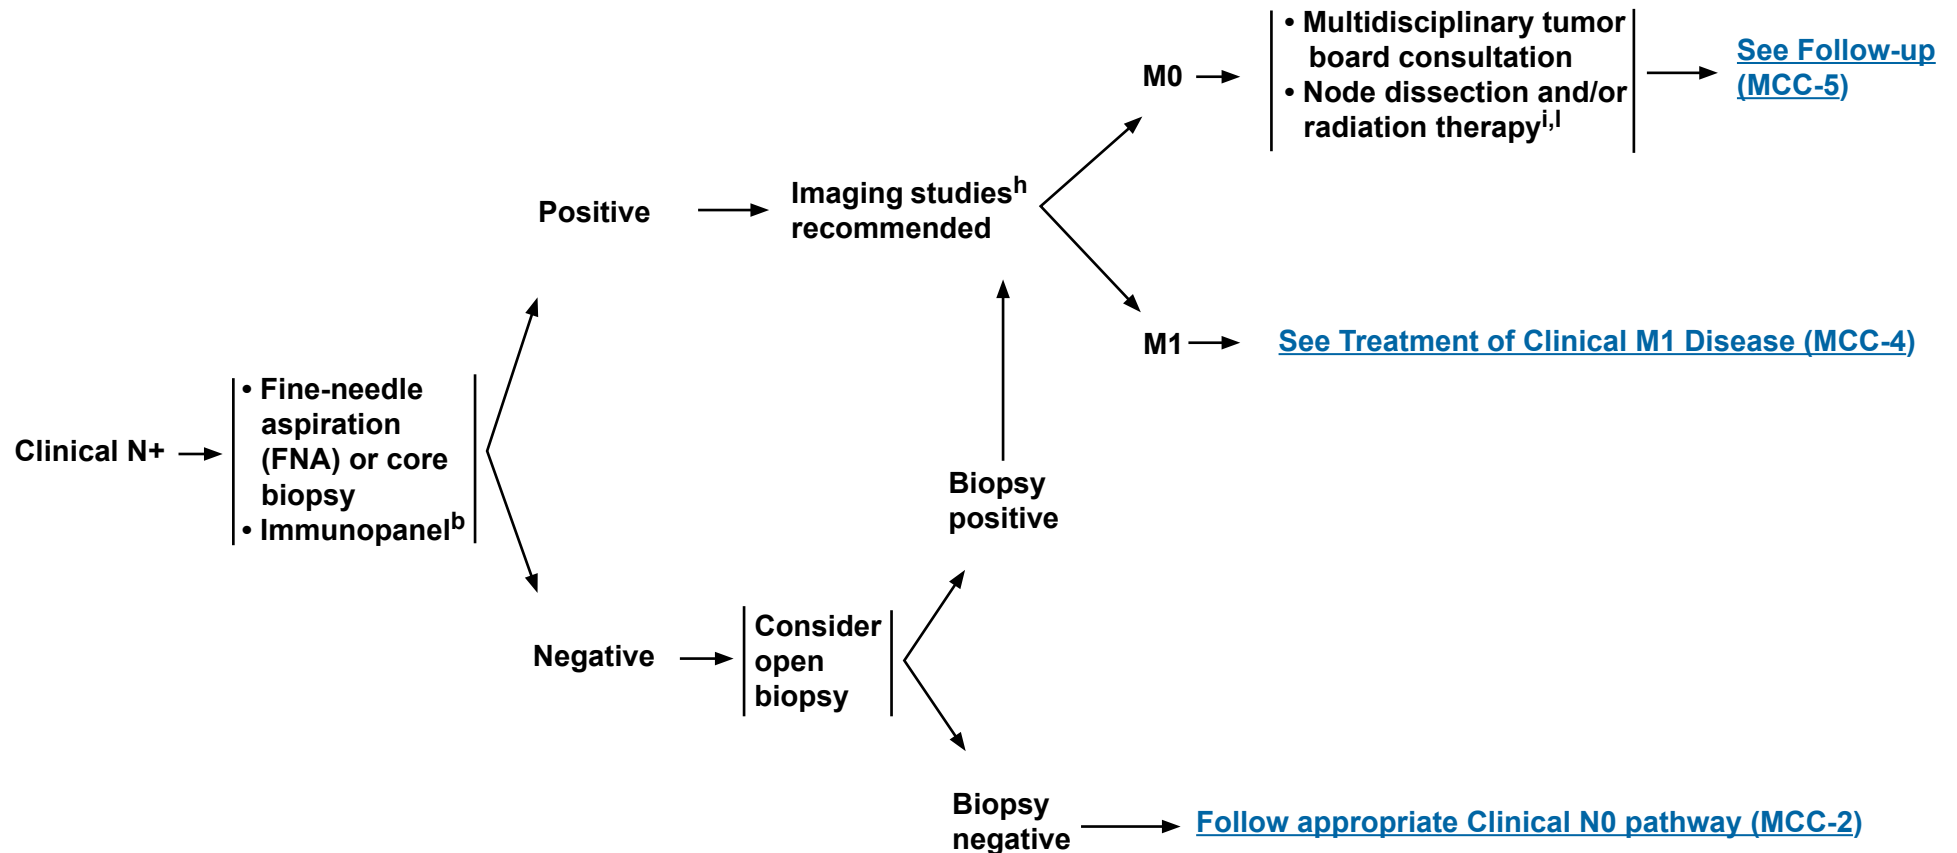 • Multidisciplinary tumor
board consultation
• Node dissection and/or
radiation therapyi,l
M0
See Follow-up
(MCC-5)
Positive
Imaging studiesh
recommended
M1
See Treatment of Clinical M1 Disease (MCC-4)
Clinical N+
• Fine-needle
aspiration
(FNA) or core
biopsy
• Immunopanelb
Biopsy
positive
Negative
Consider
open
biopsy
Biopsy
negative
Follow appropriate Clinical N0 pathway (MCC-2)